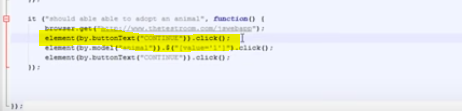 it ("should able able to adopt an animal", function() {
browser.get("http://www.thetestroom.com/jswebapp");
element(by.buttonText("CONTINUE")).click();
element(by.model("animal")).$("[value='1']").click();
element(by.buttonText("CONTINUE")).click();
});
});